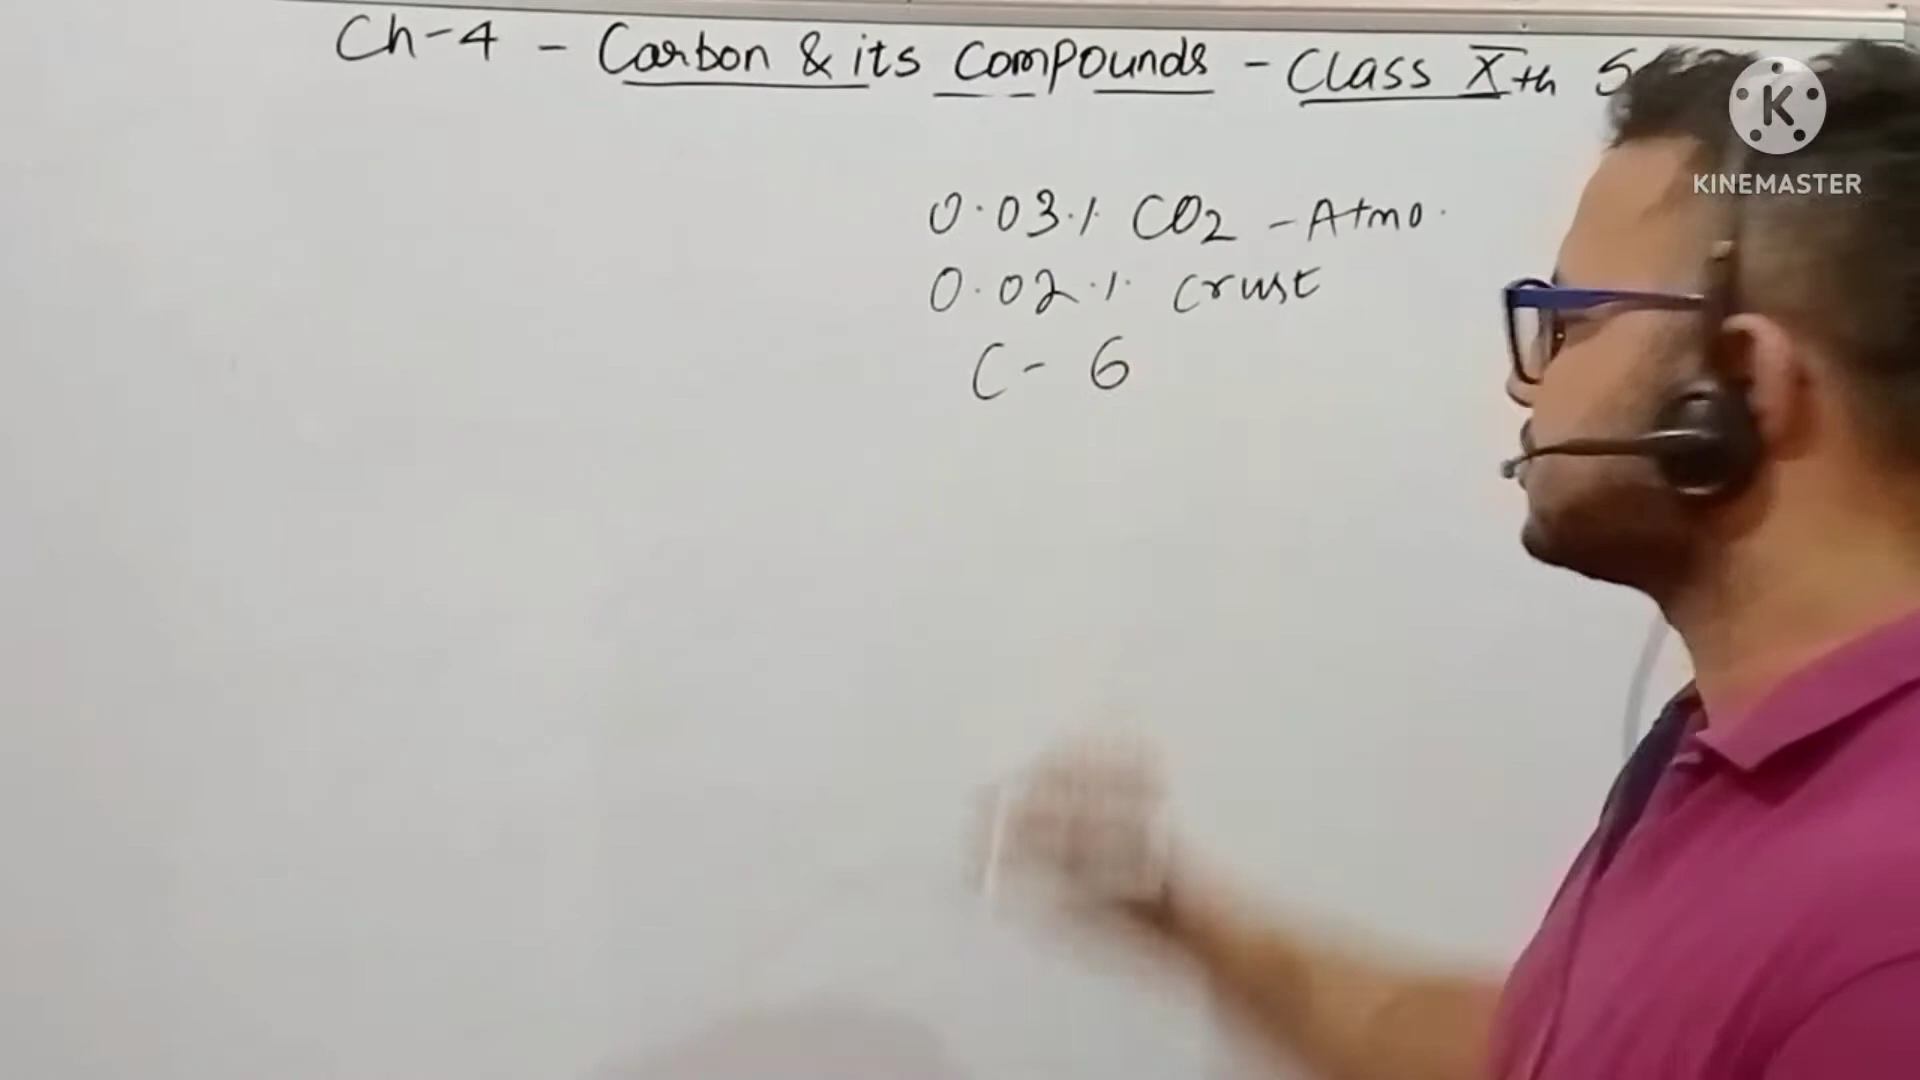 Ch-4 - Carbon & its Compounds - Class Xth
K
KINEMASTER
0.03% CO2 - Atmo.
0.02% Crust
C - 6